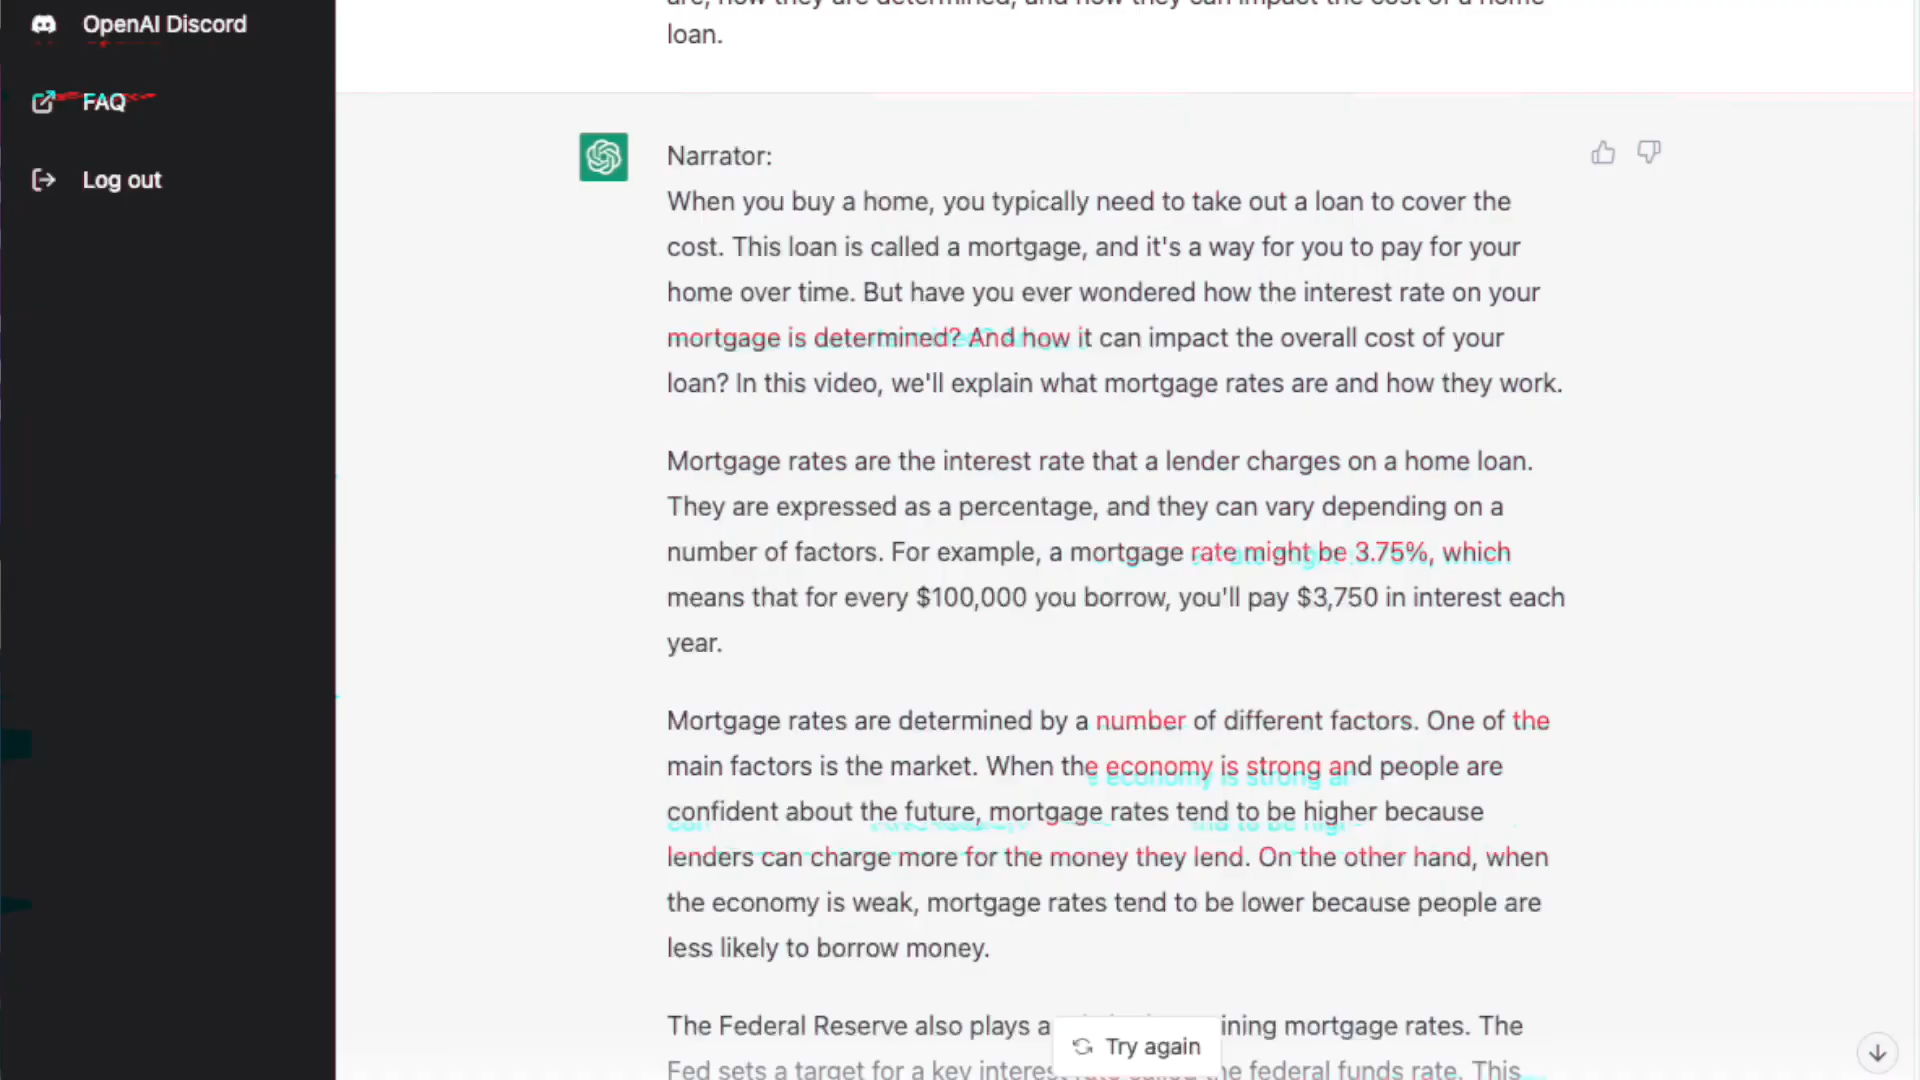 OpenAI Discord
FAQ
Log out
loan.
Narrator:
When you buy a home, you typically need to take out a loan to cover the
cost. This loan is called a mortgage, and it's a way for you to pay for your
home over time. But have you ever wondered how the interest rate on your
mortgage is determined? And how it can impact the overall cost of your
loan? In this video, we'll explain what mortgage rates are and how they work.
Mortgage rates are the interest rate that a lender charges on a home loan.
They are expressed as a percentage, and they can vary depending on a
number of factors. For example, a mortgage rate might be 3.75%, which
means that for every $100,000 you borrow, you'll pay $3,750 in interest each
year.
Mortgage rates are determined by a number of different factors. One of the
main factors is the market. When the economy is strong and people are
confident about the future, mortgage rates tend to be higher because
lenders can charge more for the money they lend. On the other hand, when
the economy is weak, mortgage rates tend to be lower because people are
less likely to borrow money.
The Federal Reserve also plays a ining mortgage rates. The
Try again
Fed sets a target for a key interest the federal funds rate. This